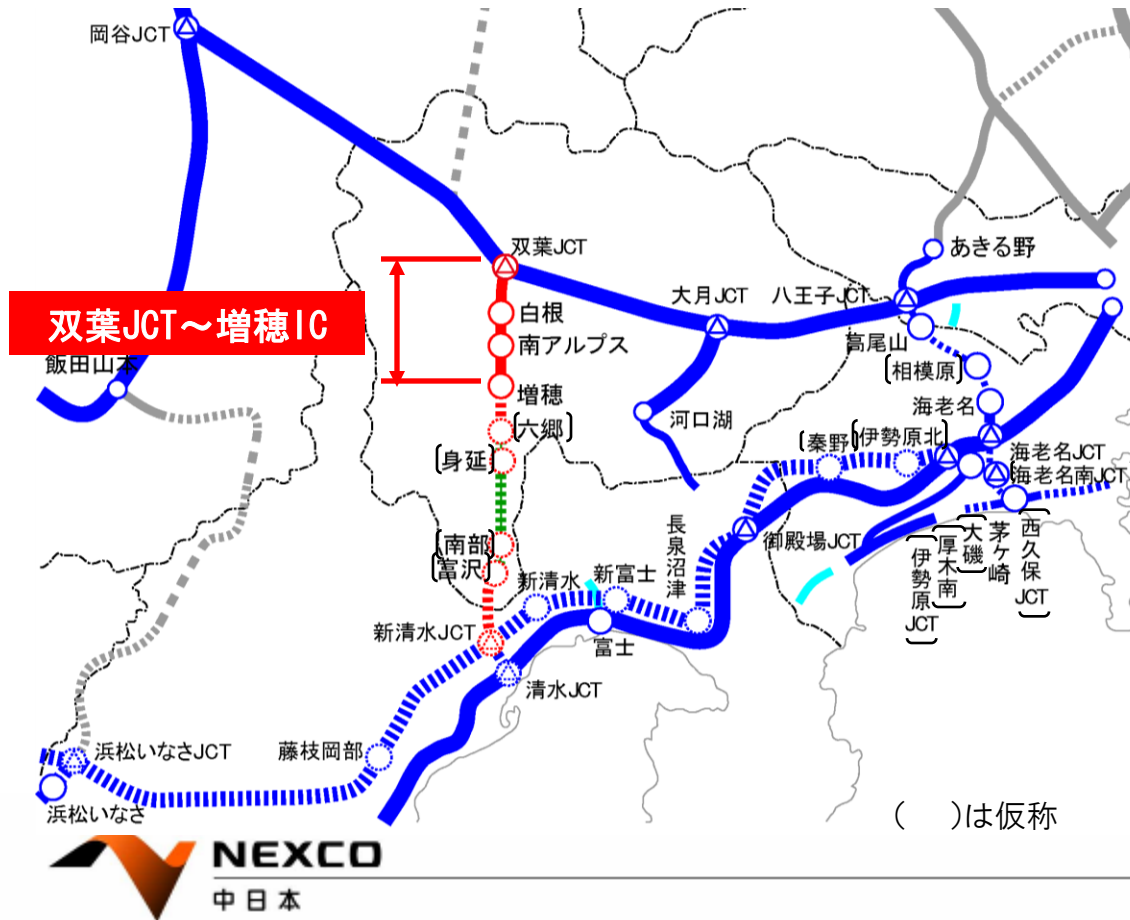 岡谷JCT
双葉JCT
あきる野
大月JCT
八王子JCT
双葉JCT～増穂IC
白根
南アルプス
高尾山
飯田山本
(相模原)
増穂
河口湖
海老名
(六郷)
(秦野)
(伊勢原北)
(身延)
海老名JCT
(海老名南JCT)
長泉沼津
御殿場JCT
(南部)
(富沢)
新清水
新富士
(伊勢原JCT)
(厚木南)
(大磯)
茅ヶ崎
(西久保JCT)
新清水JCT
富士
清水JCT
浜松いなさJCT
藤枝岡部
浜松いなさ
(　)は仮称
NEXCO
中日本